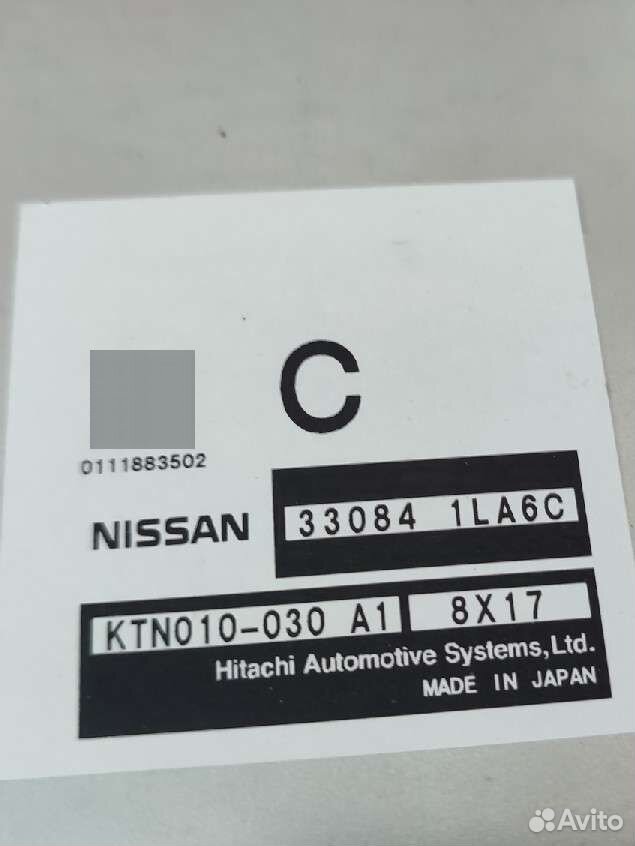 C
0111883502
NISSAN 33084 1LA6C
KTN010-030 A1 8X17
Hitachi Automotive Systems,Ltd.
MADE IN JAPAN
Avito